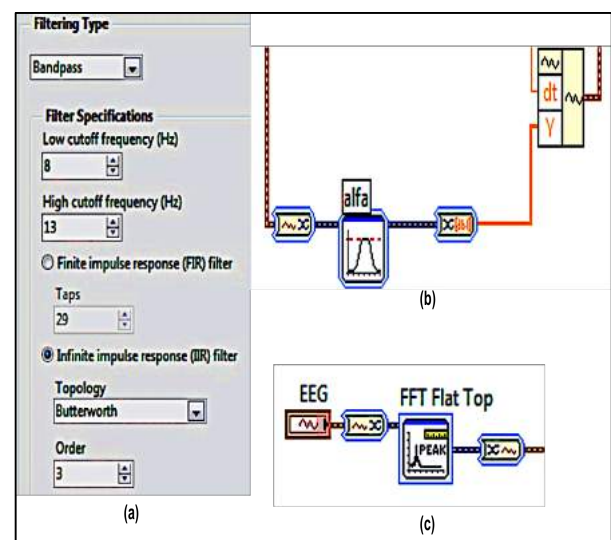 Filtering Type
Bandpass
Filter Specifications
Low cutoff frequency (Hz)
8
High cutoff frequency (Hz)
13
Finite impulse response (FIR) filter
Taps
29
Infinite impulse response (IIR) filter
Topology
Butterworth
Order
3
(a)
dt
Y
alfa
(b)
EEG
FFT Flat Top
PEAK
(c)